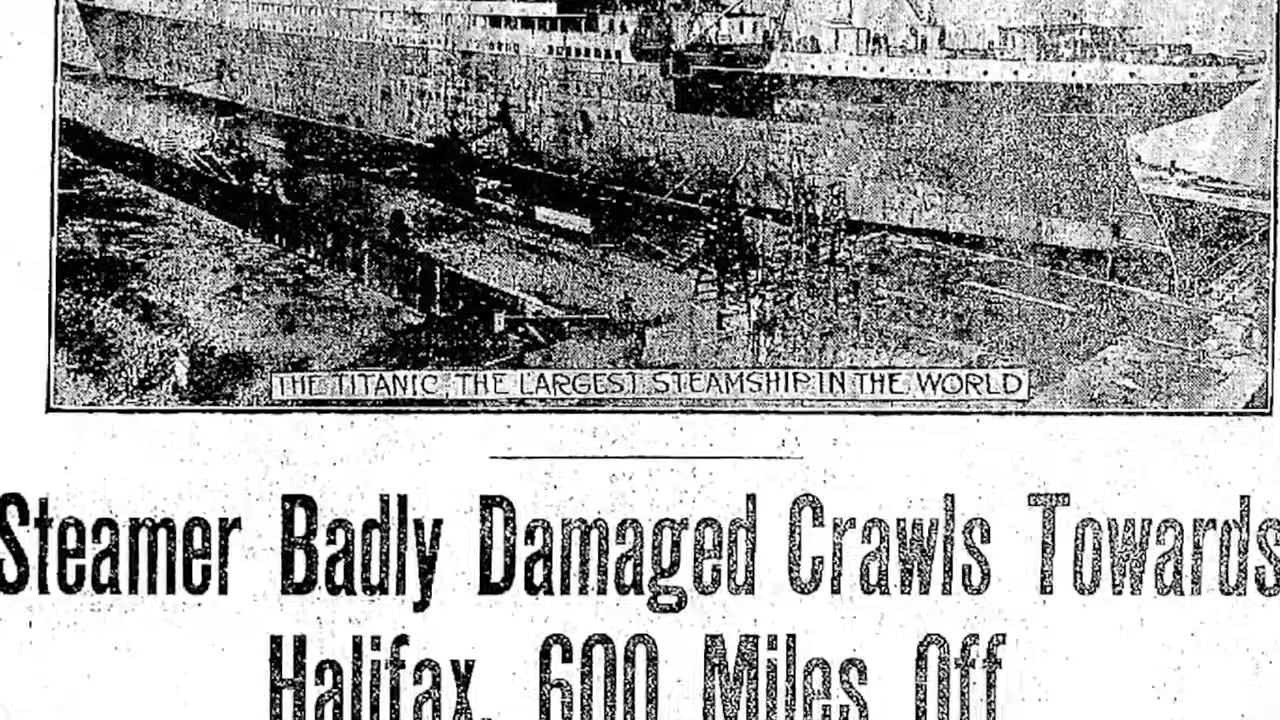 THE TITANIC, THE LARGEST STEAMSHIP IN THE WORLD
Steamer Badly Damaged Crawls Towards
Halifax, 600 Miles Off